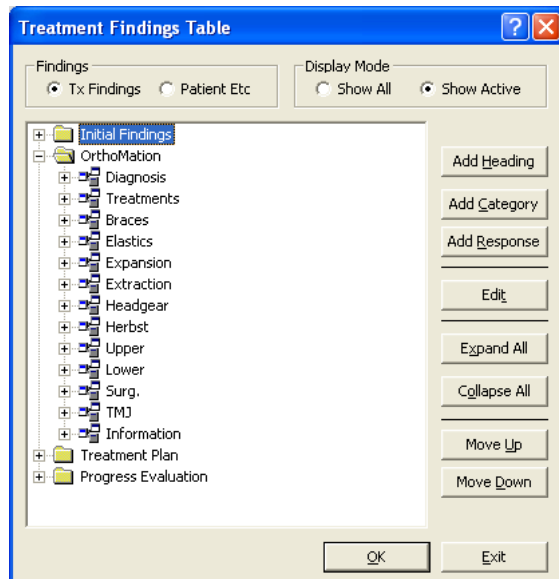 Treatment Findings Table
Findings
Tx Findings
Patient Etc
Display Mode
Show All
Show Active
Initial Findings
OrthoMation
Diagnosis
Treatments
Braces
Elastics
Expansion
Extraction
Headgear
Herbst
Upper
Lower
Surg.
TMJ
Information
Treatment Plan
Progress Evaluation
Add Heading
Add Category
Add Response
Edit
Expand All
Collapse All
Move Up
Move Down
OK
Exit